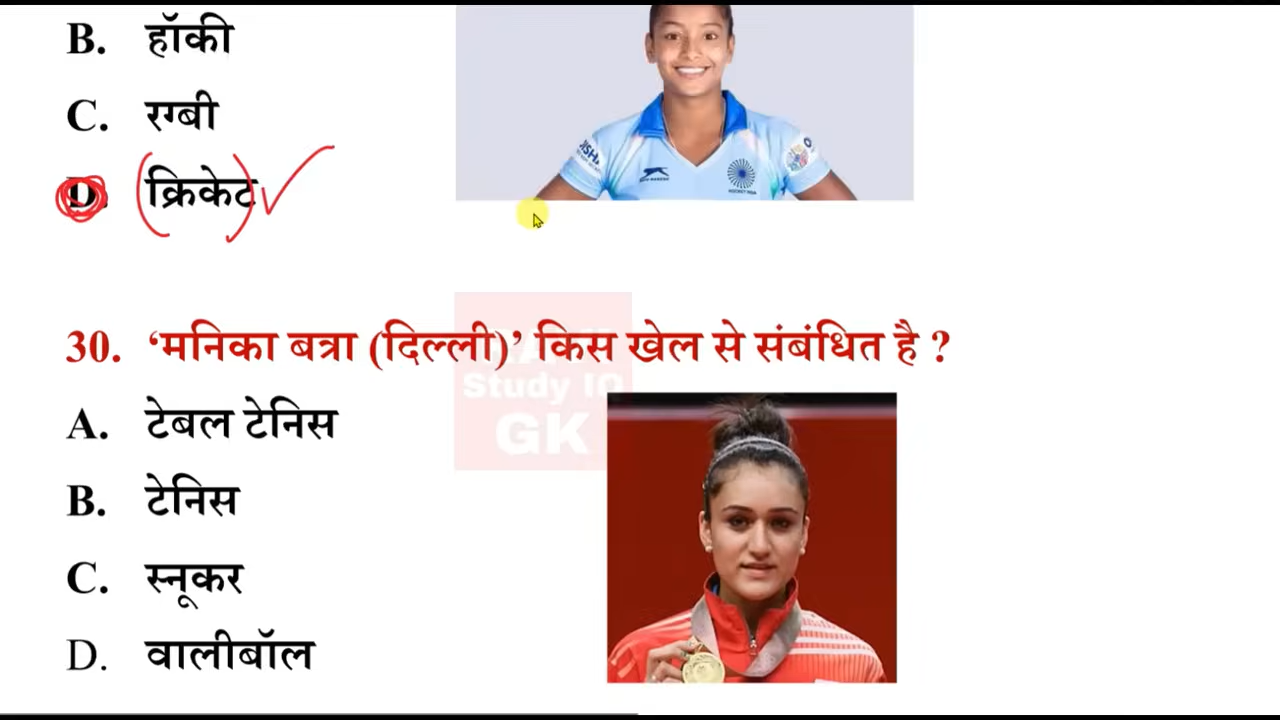 B. हॉकी
C. रग्बी
D. (क्रिकेट)
30. ‘मनिका बत्रा (दिल्ली)’ किस खेल से संबंधित है ?
Study IQ
GK
A. टेबल टेनिस
B. टेनिस
C. स्नूकर
D. वालीबॉल